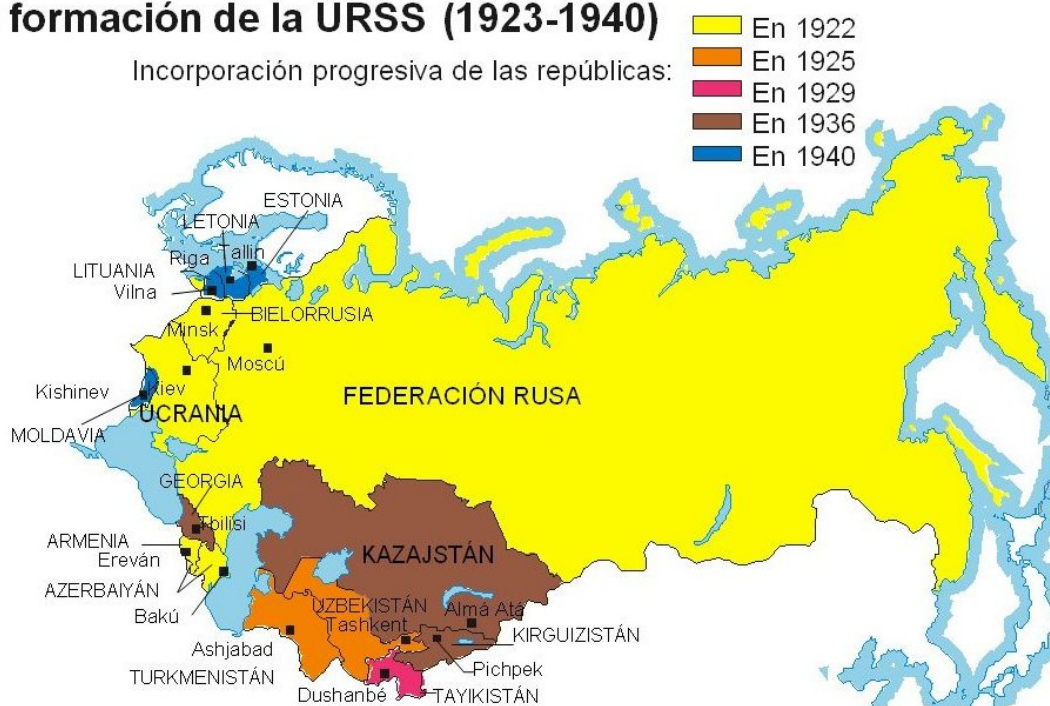 formación de la URSS (1923-1940)
Incorporación progresiva de las repúblicas:
En 1922
En 1925
En 1929
En 1936
En 1940
ESTONIA
LETONIA
Riga
Tallin
LITUANIA
Vilna
Minsk
BIELORRUSIA
Moscú
Kishinev
Kiev
UCRANIA
MOLDAVIA
FEDERACIÓN RUSA
GEORGIA
Tbilisi
ARMENIA
Ereván
AZERBAIYÁN
Bakú
KAZAJSTÁN
UZBEKISTÁN
Tashkent
Almá Atá
KIRGUIZISTÁN
Ashjabad
TURKMENISTÁN
Pichpek
Dushanbé
TAYIKISTÁN